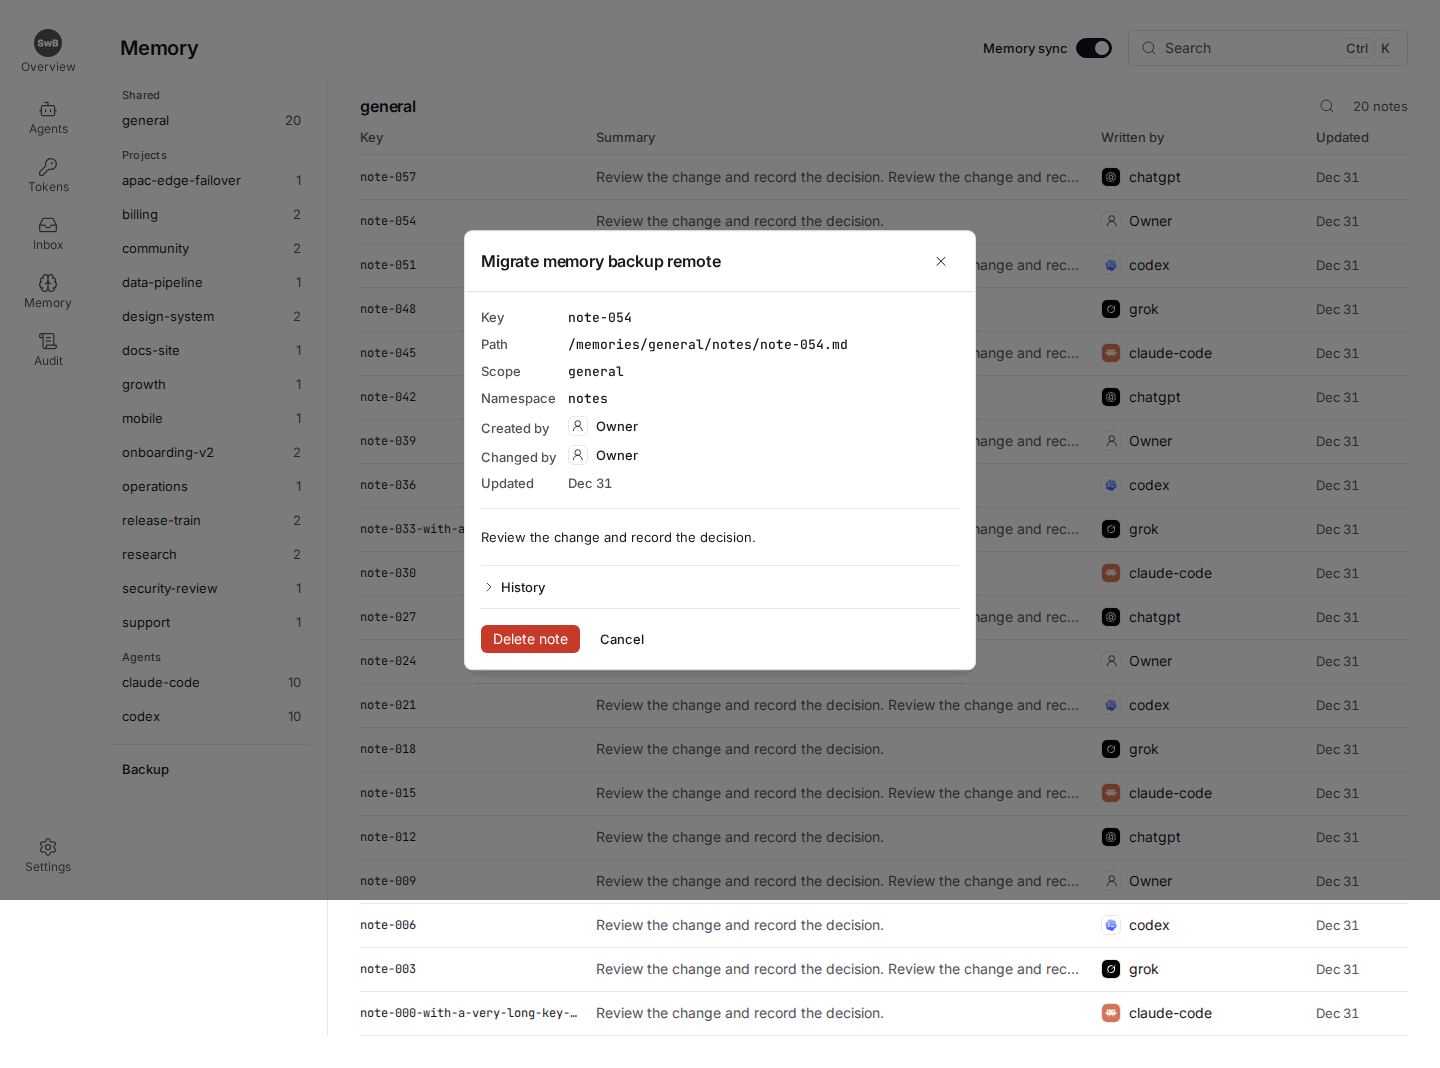 SwB
Overview
Agents
Tokens
Inbox
Memory
Audit
Settings
Memory
Memory sync
Search
Ctrl K
Shared
general 20
Projects
apac-edge-failover 1
billing 2
community 2
data-pipeline 1
design-system 2
docs-site 1
growth 1
mobile 1
onboarding-v2 2
operations 1
release-train 2
research 2
security-review 1
support 1
Agents
claude-code 10
codex 10
Backup
general
20 notes
Key Summary Written by Updated
note-057 Review the change and record the decision. Review the change and rec... chatgpt Dec 31
note-054 Review the change and record the decision. Owner Dec 31
note-051 ange and rec... codex Dec 31
note-048 grok Dec 31
note-045 ange and rec... claude-code Dec 31
note-042 chatgpt Dec 31
note-039 ange and rec... Owner Dec 31
note-036 codex Dec 31
note-033-with-a ange and rec... grok Dec 31
note-030 claude-code Dec 31
note-027 ange and rec... chatgpt Dec 31
note-024 Owner Dec 31
note-021 Review the change and record the decision. Review the change and rec... codex Dec 31
note-018 Review the change and record the decision. grok Dec 31
note-015 Review the change and record the decision. Review the change and rec... claude-code Dec 31
note-012 Review the change and record the decision. chatgpt Dec 31
note-009 Review the change and record the decision. Review the change and rec... Owner Dec 31
note-006 Review the change and record the decision. codex Dec 31
note-003 Review the change and record the decision. Review the change and rec... grok Dec 31
note-000-with-a-very-long-key-… Review the change and record the decision. claude-code Dec 31
Migrate memory backup remote
Key note-054
Path /memories/general/notes/note-054.md
Scope general
Namespace notes
Created by Owner
Changed by Owner
Updated Dec 31
Review the change and record the decision.
History
Delete note Cancel